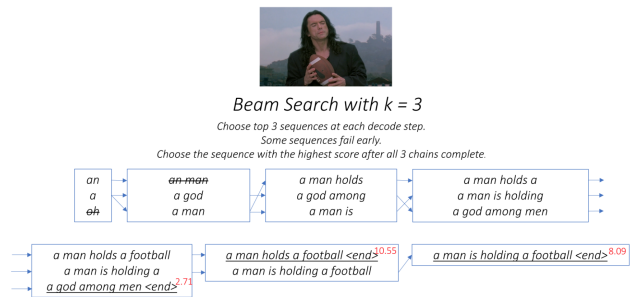 Beam Search with k = 3
Choose top 3 sequences at each decode step.
Some sequences fail early.
Choose the sequence with the highest score after all 3 chains complete.
an
a
oh
an man
a god
a man
a man holds
a god among
a man is
a man holds a
a man is holding
a god among men
a man holds a football
a man is holding a
a god among men <end> 2.71
a man holds a football <end> 10.55
a man is holding a football
a man is holding a football <end> 8.09